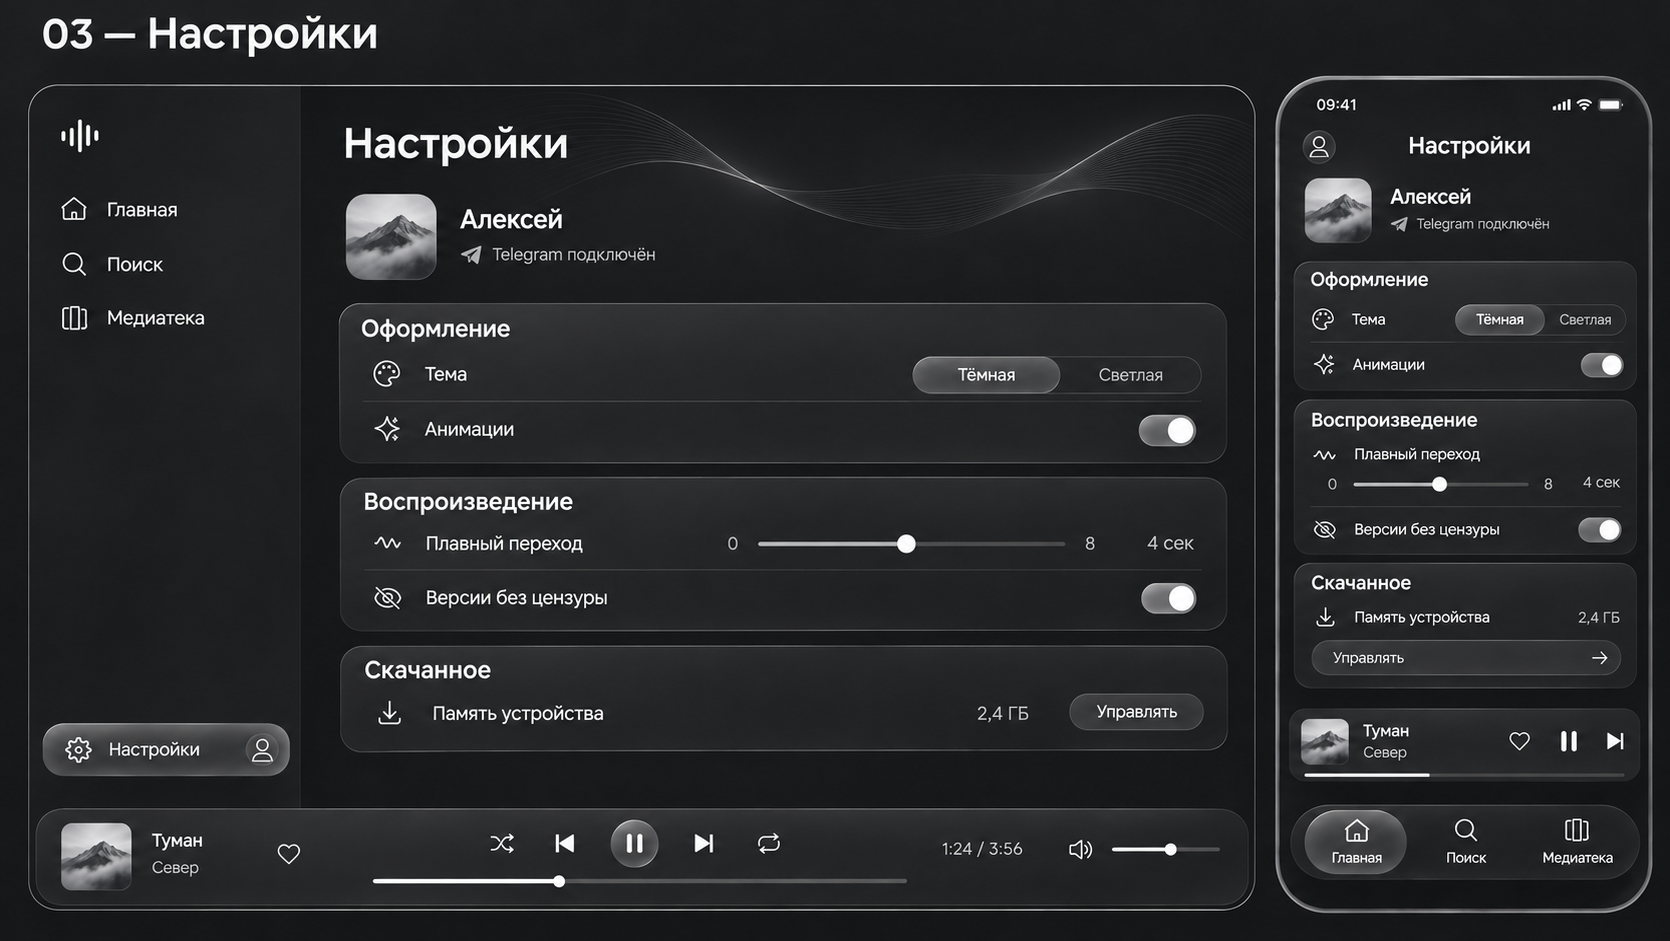 03 — Настройки
Главная
Поиск
Медиатека
Настройки
Настройки
Алексей
Telegram подключён
Оформление
Тема
Тёмная
Светлая
Анимации
Воспроизведение
Плавный переход
0
8
4 сек
Версии без цензуры
Скачанное
Память устройства
2,4 ГБ
Управлять
Туман
Север
1:24 / 3:56
09:41
Настройки
Алексей
Telegram подключён
Оформление
Тема
Тёмная
Светлая
Анимации
Воспроизведение
Плавный переход
0
8
4 сек
Версии без цензуры
Скачанное
Память устройства
2,4 ГБ
Управлять
Туман
Север
Главная
Поиск
Медиатека